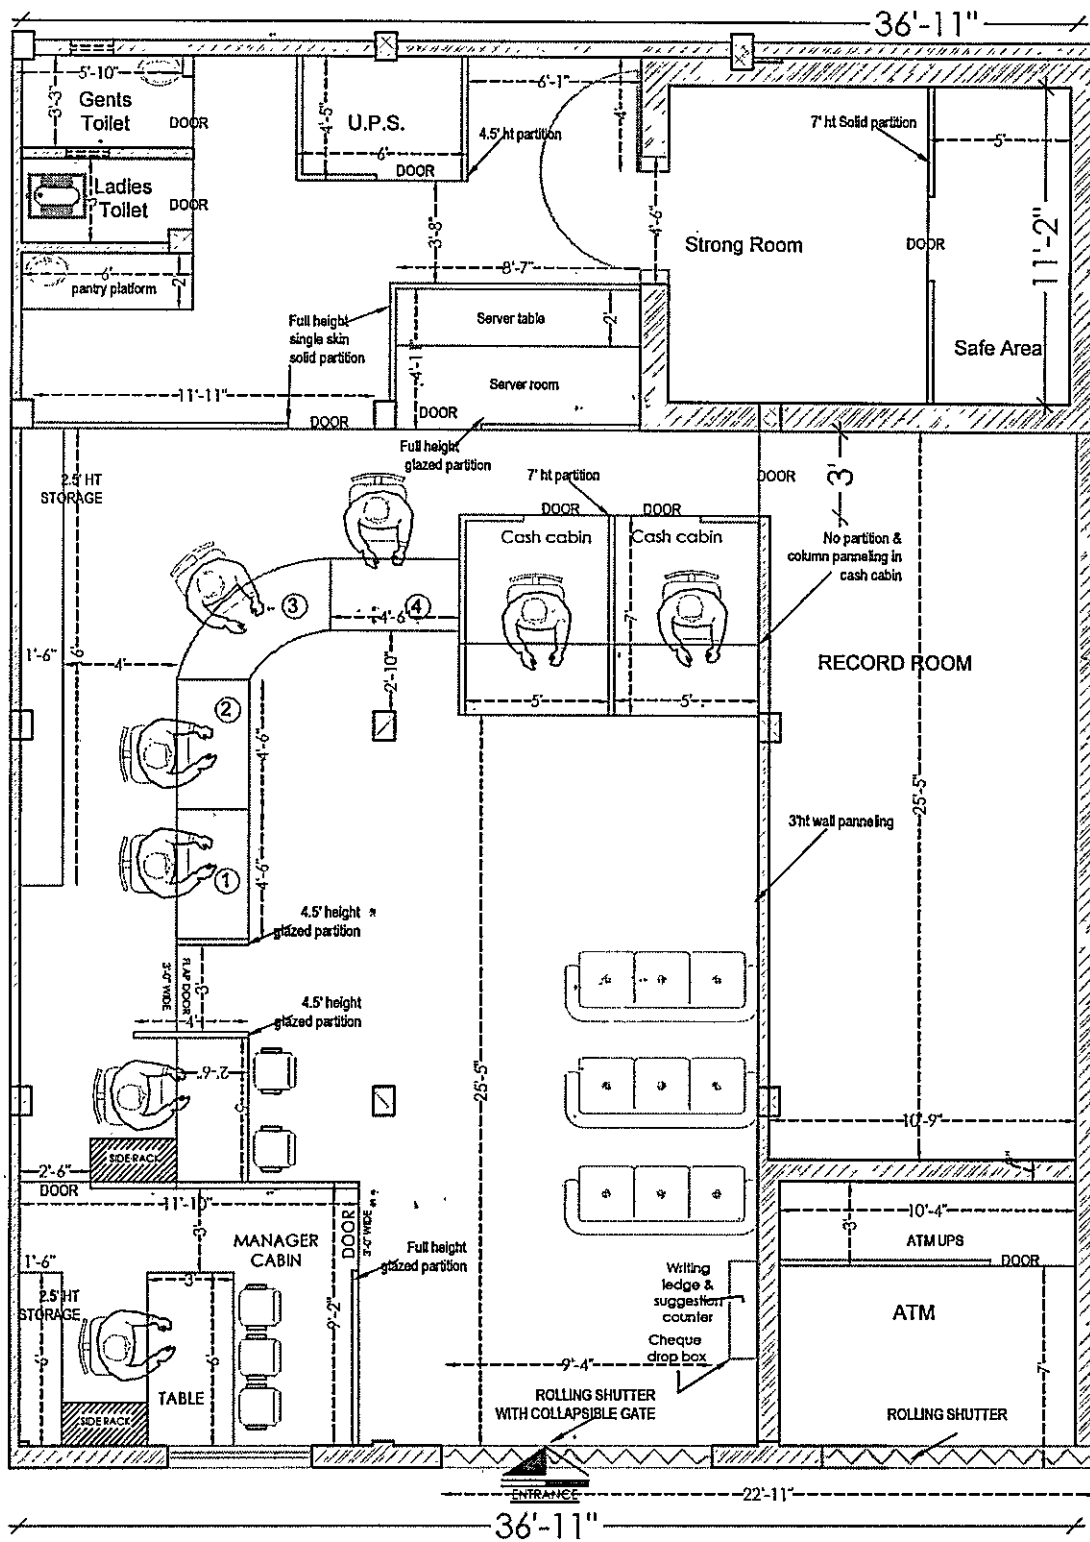 36'-11"
5'-10"
3'-3"
Gents
Toilet
DOOR
4'-5"
U.P.S.
6'
DOOR
6'-1"
4'
4.5' ht partition
7' ht Solid partition
5'
Ladies
Toilet
DOOR
3'-8"
4'-6"
Strong Room
DOOR
11'-2"
6'
pantry platform
2'
8'-7"
Full height
single skin
solid partition
Server table
2'
Safe Area
4'-1"
Server room
11'-11"
DOOR
DOOR
Full height
glazed partition
2.5' HT
STORAGE
7' ht partition
DOOR
3'
DOOR
DOOR
Cash cabin
Cash cabin
No partition &
column panneling in
cash cabin
3
4'-6"
4
7'
1'-6"
6'
4'
2'-10"
RECORD ROOM
5'
5'
2
4'-6"
25'-5"
3'ht wall panneling
1
4'-6"
4.5' height
glazed partition
3'-0" WIDE
FLAP DOOR
3'
4'
4.5' height
glazed partition
2'-6"
5'
25'-5"
10'-9"
SIDE RACK
2'-6"
DOOR
11'-10"
10'-4"
3'
MANAGER
CABIN
DOOR
3'-0" WIDE
3'
ATM UPS
DOOR
Full height
glazed partition
1'-6"
2.5' HT
STORAGE
3'
9'-2"
Writing
ledge &
suggestion
counter
Cheque
drop box
ATM
6'
6'
7'
9'-4"
TABLE
SIDE RACK
ROLLING SHUTTER
WITH COLLAPSIBLE GATE
ROLLING SHUTTER
ENTRANCE
22'-11"
36'-11"